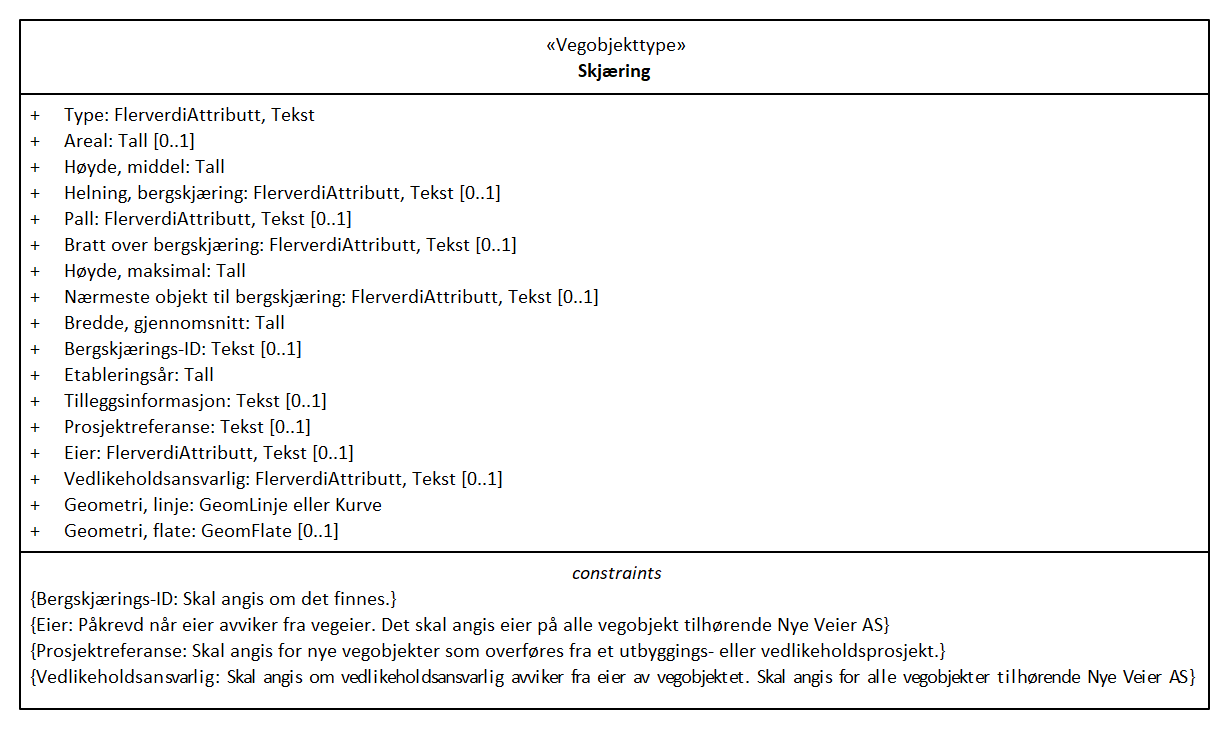 «Vegobjekttype»
Skjæring
+ Type: FlerverdiAttributt, Tekst
+ Areal: Tall [0..1]
+ Høyde, middel: Tall
+ Helning, bergskjæring: FlerverdiAttributt, Tekst [0..1]
+ Pall: FlerverdiAttributt, Tekst [0..1]
+ Bratt over bergskjæring: FlerverdiAttributt, Tekst [0..1]
+ Høyde, maksimal: Tall
+ Nærmeste objekt til bergskjæring: FlerverdiAttributt, Tekst [0..1]
+ Bredde, gjennomsnitt: Tall
+ Bergskjærings-ID: Tekst [0..1]
+ Etableringsår: Tall
+ Tilleggsinformasjon: Tekst [0..1]
+ Prosjektreferanse: Tekst [0..1]
+ Eier: FlerverdiAttributt, Tekst [0..1]
+ Vedlikeholdsansvarlig: FlerverdiAttributt, Tekst [0..1]
+ Geometri, linje: GeomLinje eller Kurve
+ Geometri, flate: GeomFlate [0..1]
constraints
{Bergskjærings-ID: Skal angis om det finnes.}
{Eier: Påkrevd når eier avviker fra vegeier. Det skal angis eier på alle vegobjekt tilhørende Nye Veier AS}
{Prosjektreferanse: Skal angis for nye vegobjekter som overføres fra et utbyggings- eller vedlikeholdsprosjekt.}
{Vedlikeholdsansvarlig: Skal angis om vedlikeholdsansvarlig avviker fra eier av vegobjektet. Skal angis for alle vegobjekter tilhørende Nye Veier AS}